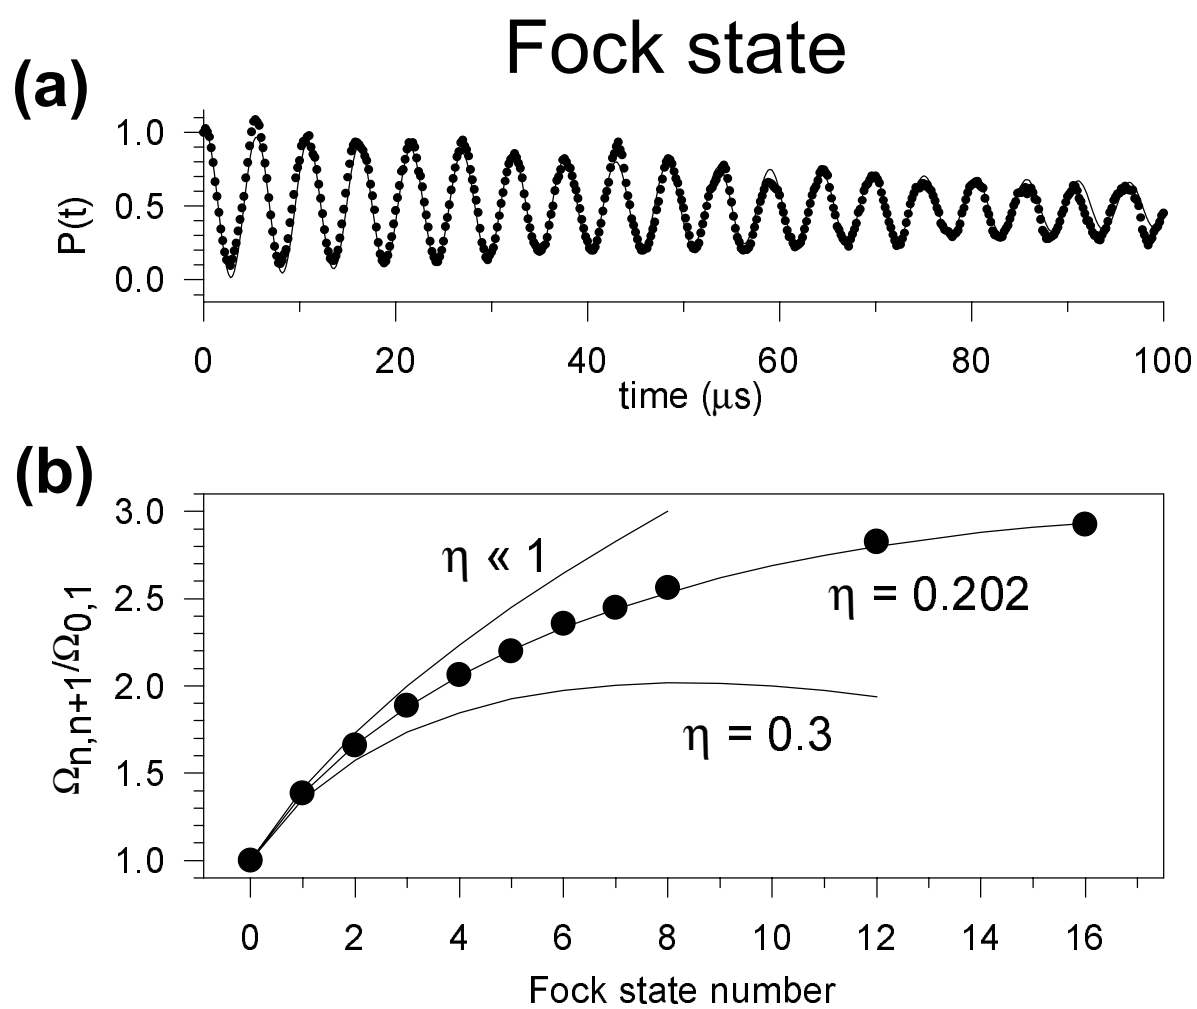 Fock state
(a)
1.0
0.5
0.0
P(t)
0 20 40 60 80 100
time (μs)
(b)
3.0
2.5
2.0
1.5
1.0
Ωn,n+1/Ω0,1
η « 1
η = 0.202
η = 0.3
0 2 4 6 8 10 12 14 16
Fock state number